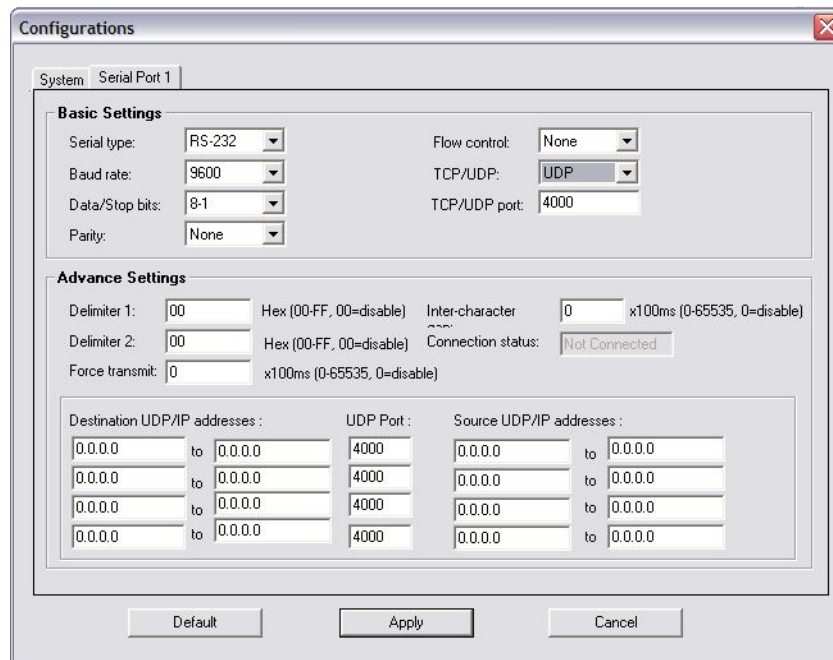 Configurations
System Serial Port 1
Basic Settings
Serial type: RS-232 Flow control: None
Baud rate: 9600 TCP/UDP: UDP
Data/Stop bits: 8-1 TCP/UDP port: 4000
Parity: None
Advance Settings
Delimiter 1: 00 Hex (00-FF, 00=disable) Inter-character 0 x100ms (0-65535, 0=disable)
Delimiter 2: 00 Hex (00-FF, 00=disable) Connection status: Not Connected
Force transmit: 0 x100ms (0-65535, 0=disable)
Destination UDP/IP addresses : UDP Port : Source UDP/IP addresses :
0.0.0.0 to 0.0.0.0 4000 0.0.0.0 to 0.0.0.0
0.0.0.0 to 0.0.0.0 4000 0.0.0.0 to 0.0.0.0
0.0.0.0 to 0.0.0.0 4000 0.0.0.0 to 0.0.0.0
0.0.0.0 to 0.0.0.0 4000 0.0.0.0 to 0.0.0.0
Default Apply Cancel